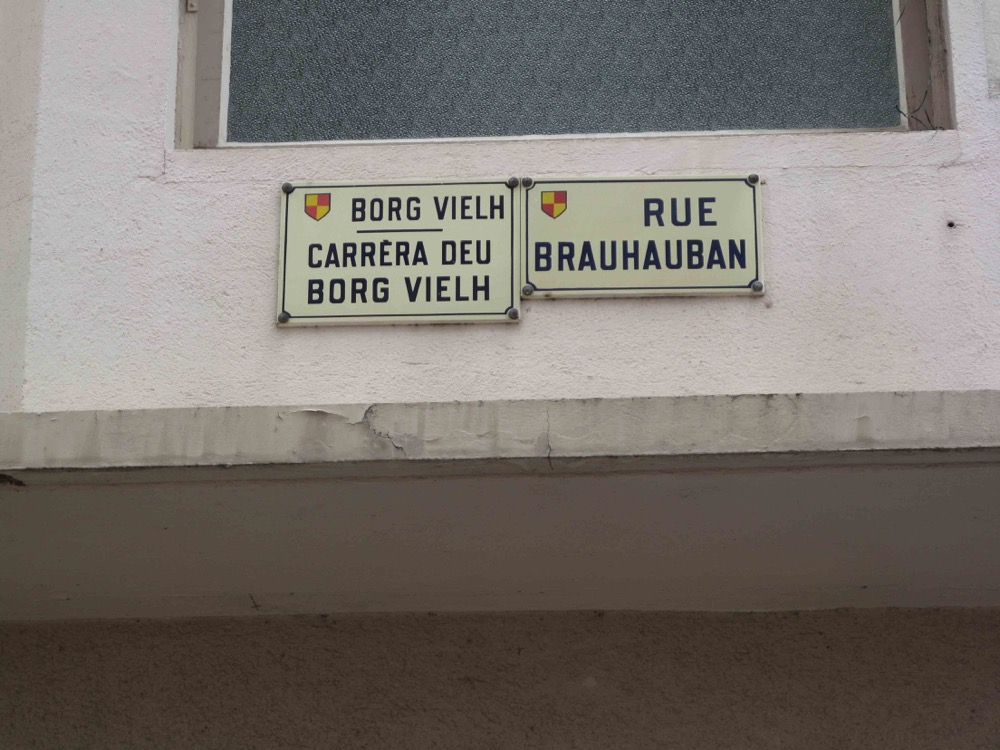 BORG VIELH
CARRÈRA DEU
BORG VIELH
RUE
BRAUHAUBAN